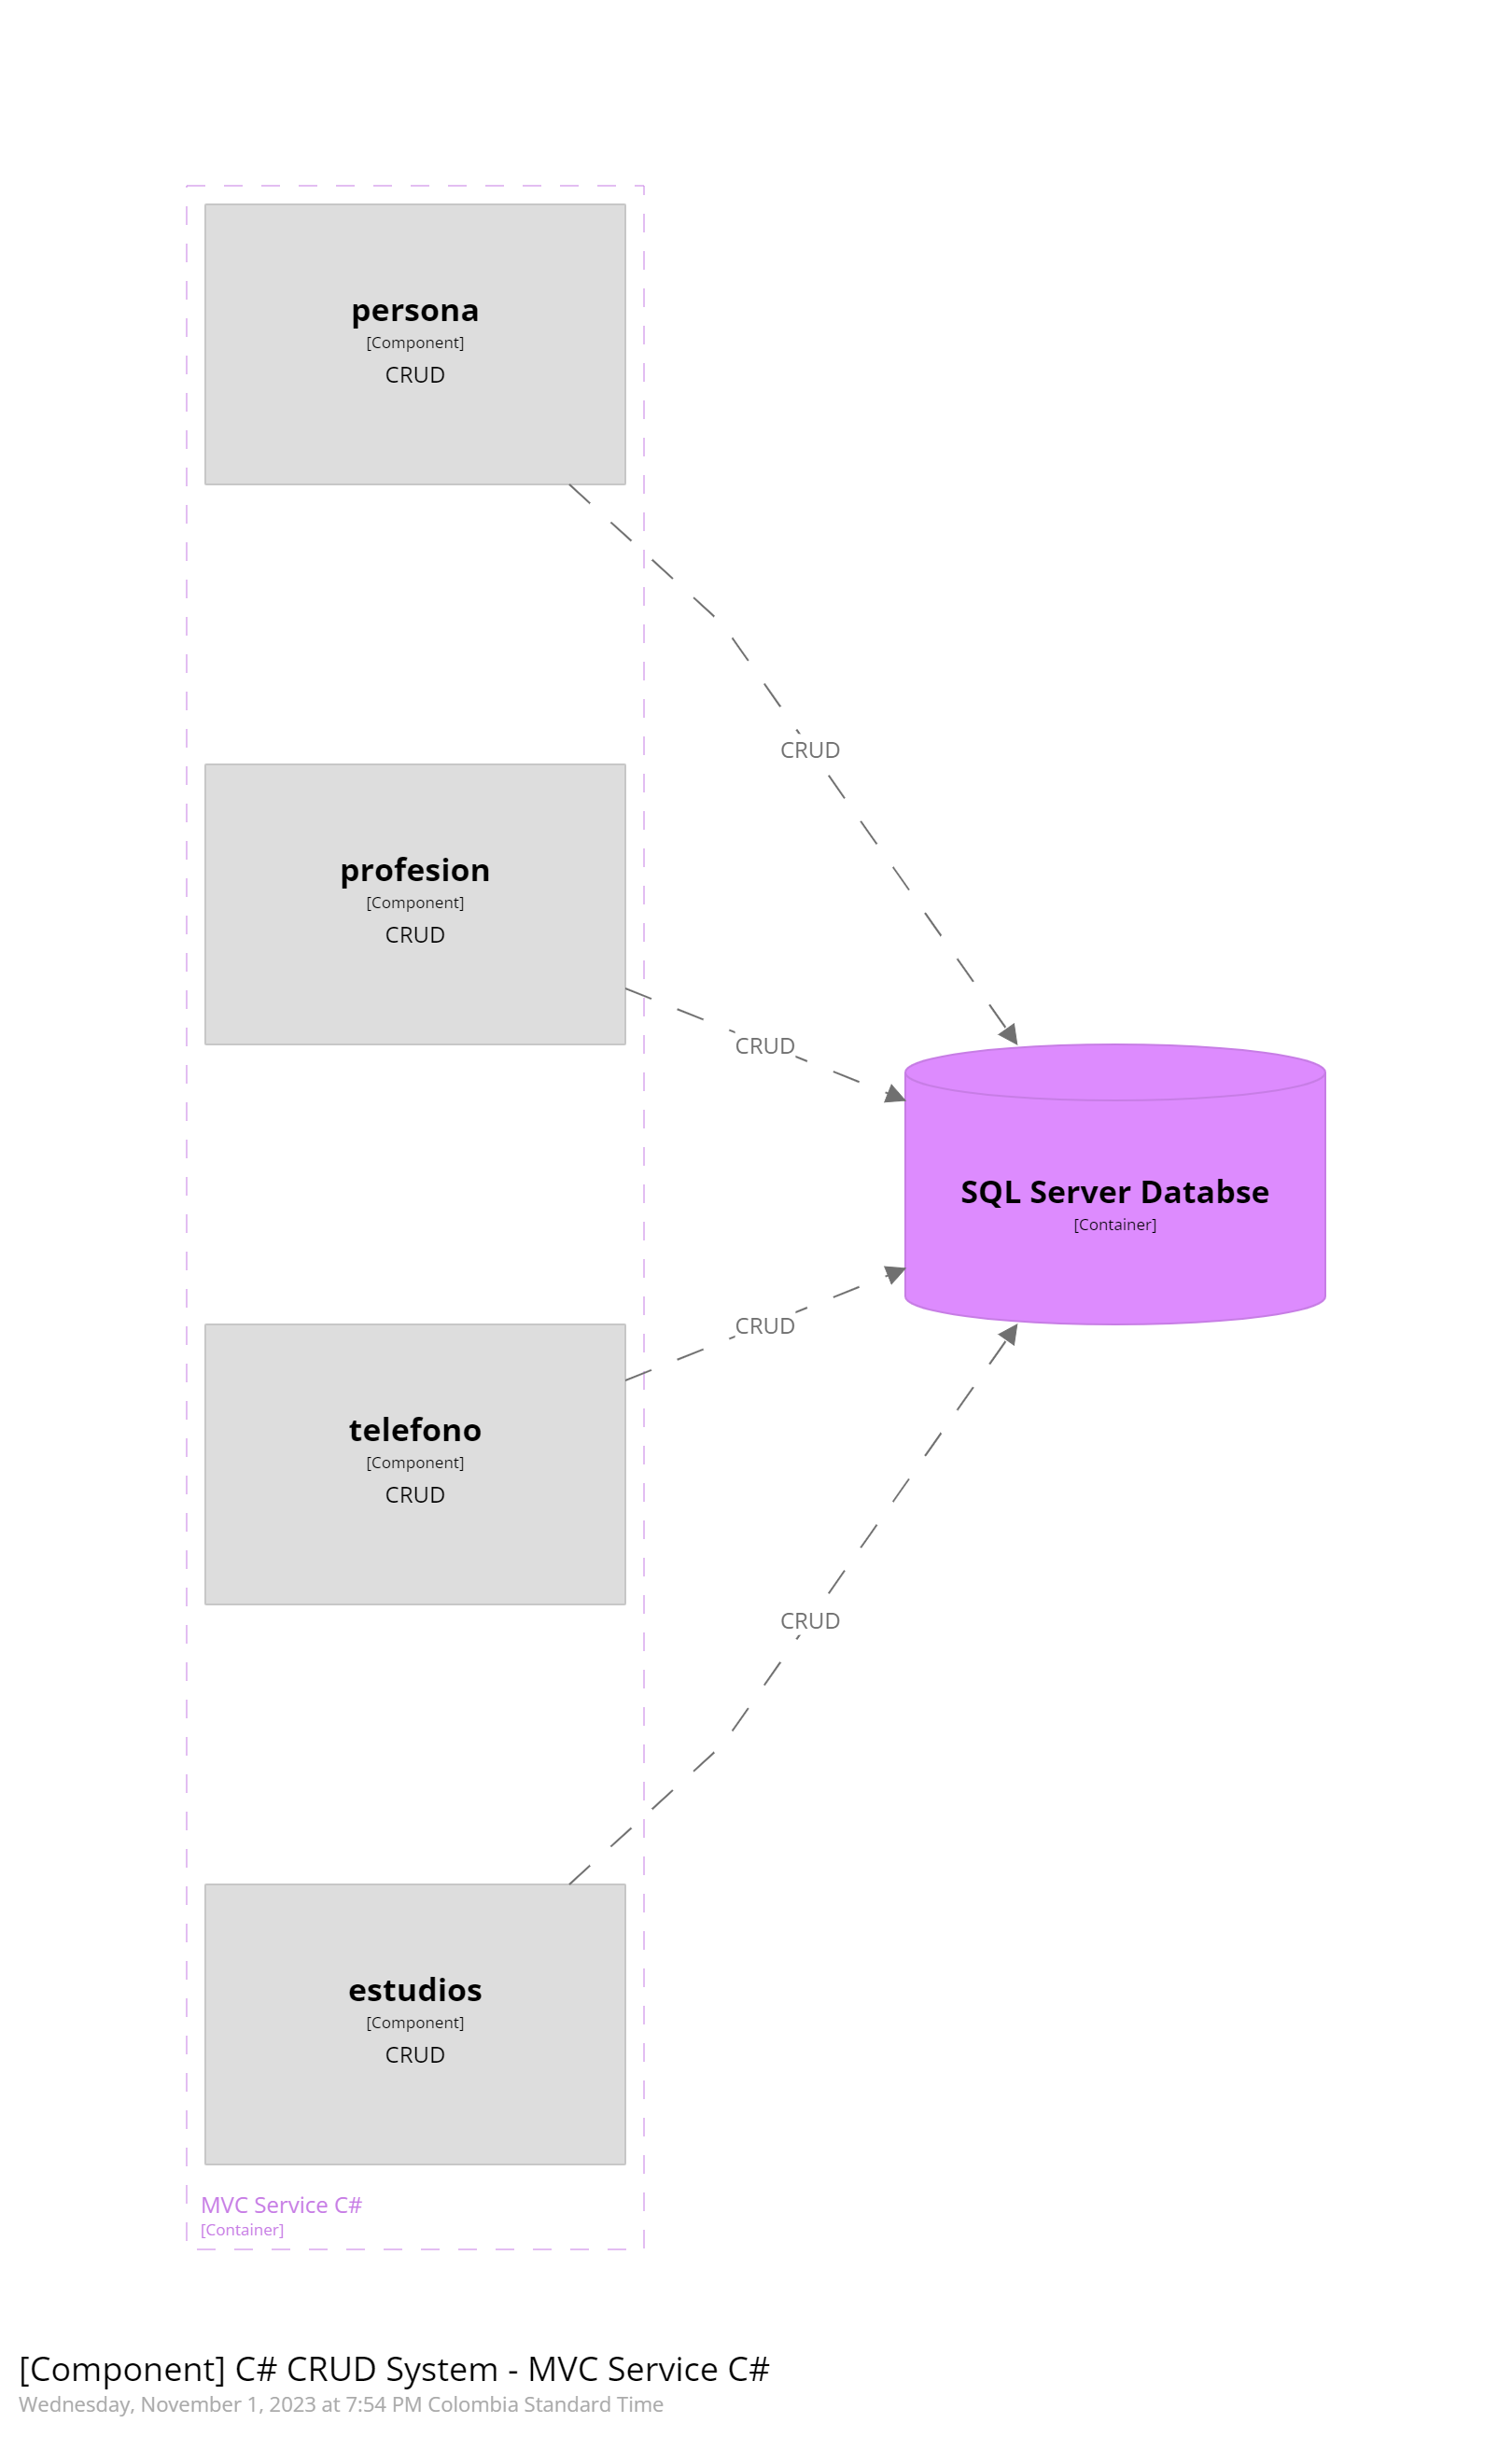 persona
[Component]
CRUD
CRUD
profesion
[Component]
CRUD
CRUD
SQL Server Databse
[Container]
CRUD
telefono
[Component]
CRUD
CRUD
estudios
[Component]
CRUD
MVC Service C#
[Container]
[Component] C# CRUD System - MVC Service C#
Wednesday, November 1, 2023 at 7:54 PM Colombia Standard Time